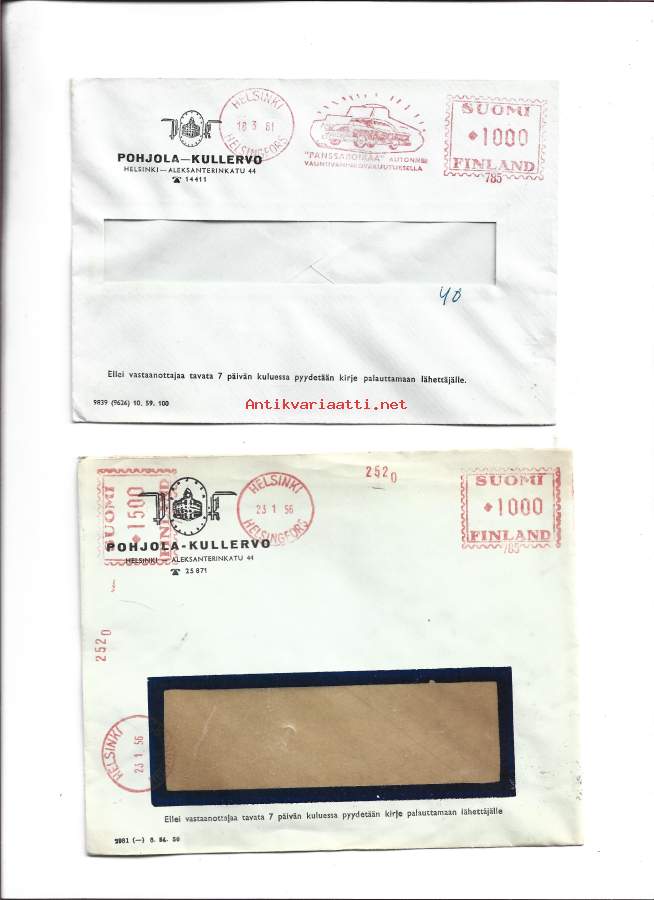 HELSINKI
18 3 61
HELSINGFORS
SUOMI
1000
FINLAND
785
POHJOLA-KULLERVO
HELSINKI—ALEKSANTERINKATU 44
☎ 14411
"PANSSAROIKAA" AUTONNE
VAUNUVAHINKOVAKUUTUKSELLA
40
Ellei vastaanottajaa tavata 7 päivän kuluessa pyydetään kirje palauttamaan lähettäjälle.
9839 (9626) 10. 59. 100
Antikvariaatti.net
SUOMI
1500
2520
HELSINKI
23 1 56
HELSINGFORS
SUOMI
1000
FINLAND
785
POHJOLA-KULLERVO
HELSINKI—ALEKSANTERINKATU 44
☎ 25 871
2520
HELSINKI
23 1 56
Ellei vastaanottajaa tavata 7 päivän kuluessa pyydetään kirje palauttamaan lähettäjälle